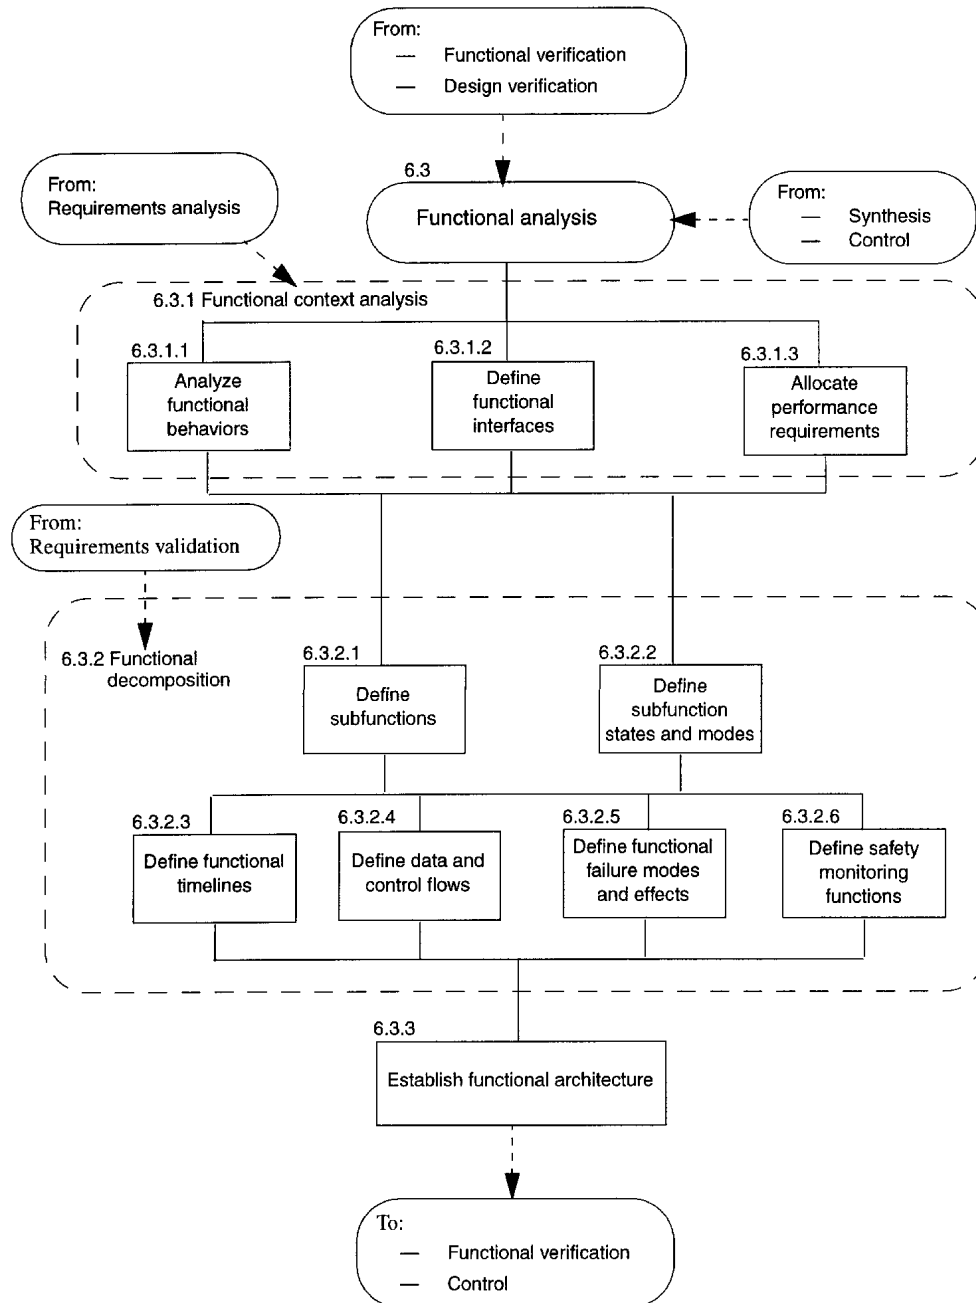 From:
— Functional verification
— Design verification
6.3
Functional analysis
From:
Requirements analysis
From:
— Synthesis
— Control
6.3.1 Functional context analysis
6.3.1.1
Analyze
functional
behaviors
6.3.1.2
Define
functional
interfaces
6.3.1.3
Allocate
performance
requirements
From:
Requirements validation
6.3.2 Functional
decomposition
6.3.2.1
Define
subfunctions
6.3.2.2
Define
subfunction
states and modes
6.3.2.3
Define functional
timelines
6.3.2.4
Define data and
control flows
6.3.2.5
Define functional
failure modes
and effects
6.3.2.6
Define safety
monitoring
functions
6.3.3
Establish functional architecture
To:
— Functional verification
— Control